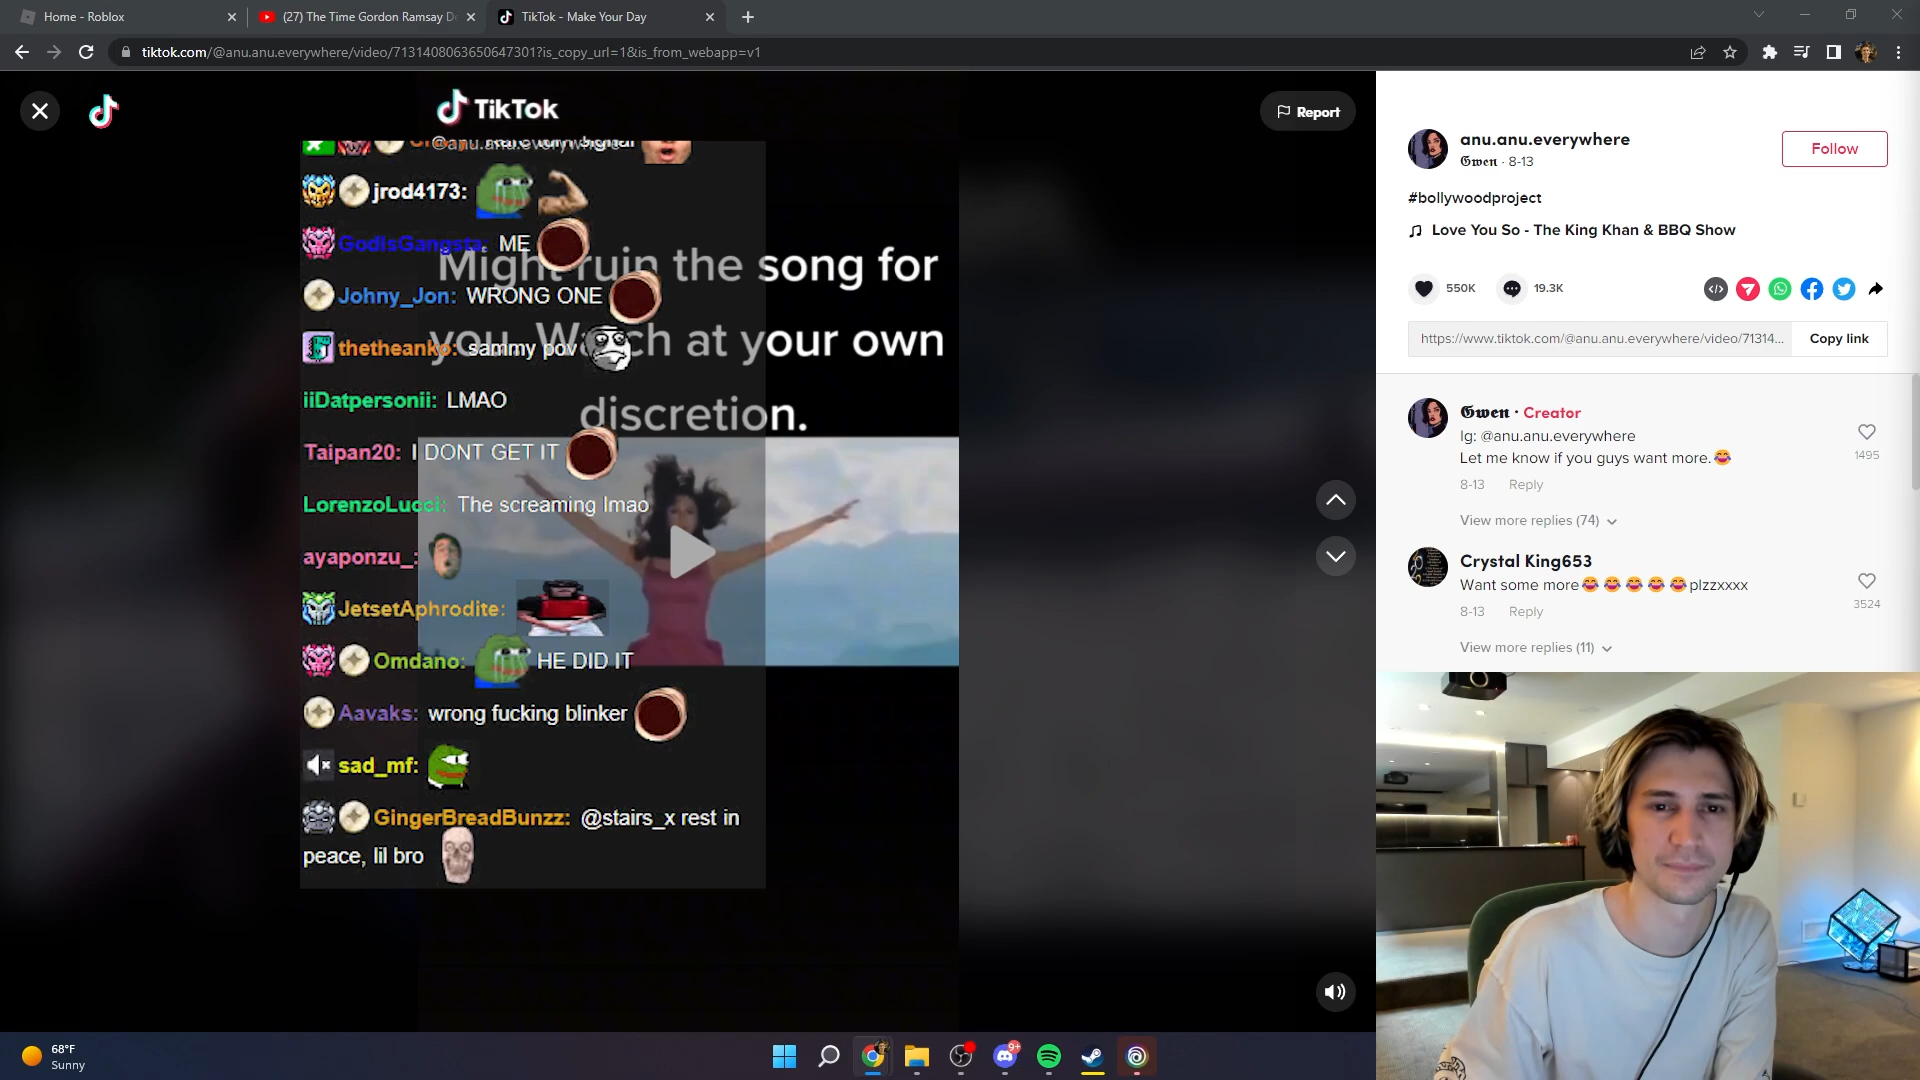 Home - Roblox
(27) The Time Gordon Ramsay D
TikTok - Make Your Day
tiktok.com/@anu.anu.everywhere/video/7131408063650647301?is_copy_url=1&is_from_webapp=v1
TikTok
@anu.anu.everywhere
Report
jrod4173:
GodIsGangsta: ME
Johny_Jon: WRONG ONE
thetheanko: sammy pov
iiDatpersonii: LMAO
Taipan20: I DONT GET IT
LorenzoLucci: The screaming lmao
ayaponzu_:
JetsetAphrodite:
Omdano: HE DID IT
Aavaks: wrong fucking blinker
sad_mf:
GingerBreadBunzz: @stairs_x rest in
peace, lil bro
Might ruin the song for
you. Watch at your own
discretion.
anu.anu.everywhere
𝕲𝖜𝖊𝖓 · 8-13
Follow
#bollywoodproject
Love You So - The King Khan & BBQ Show
550K
19.3K
https://www.tiktok.com/@anu.anu.everywhere/video/71314...
Copy link
𝕲𝖜𝖊𝖓 · Creator
Ig: @anu.anu.everywhere
Let me know if you guys want more.😂
1495
8-13 Reply
View more replies (74)
Crystal King653
Want some more😂😂😂😂😂plzzxxxx
3524
8-13 Reply
View more replies (11)
68°F
Sunny
9+